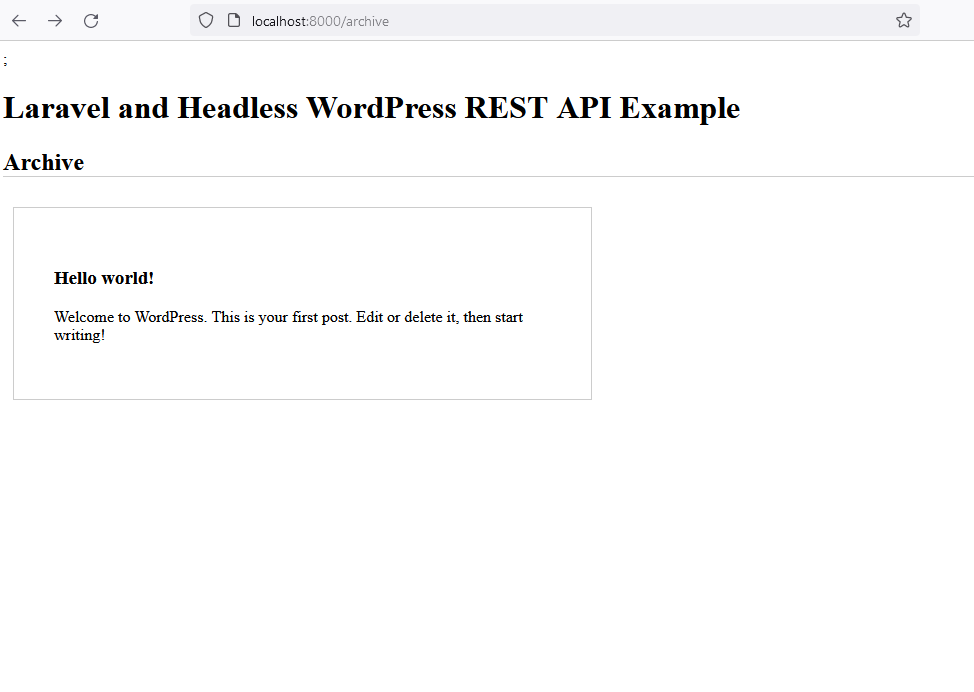 localhost:8000/archive
;
Laravel and Headless WordPress REST API Example
Archive
Hello world!
Welcome to WordPress. This is your first post. Edit or delete it, then start
writing!